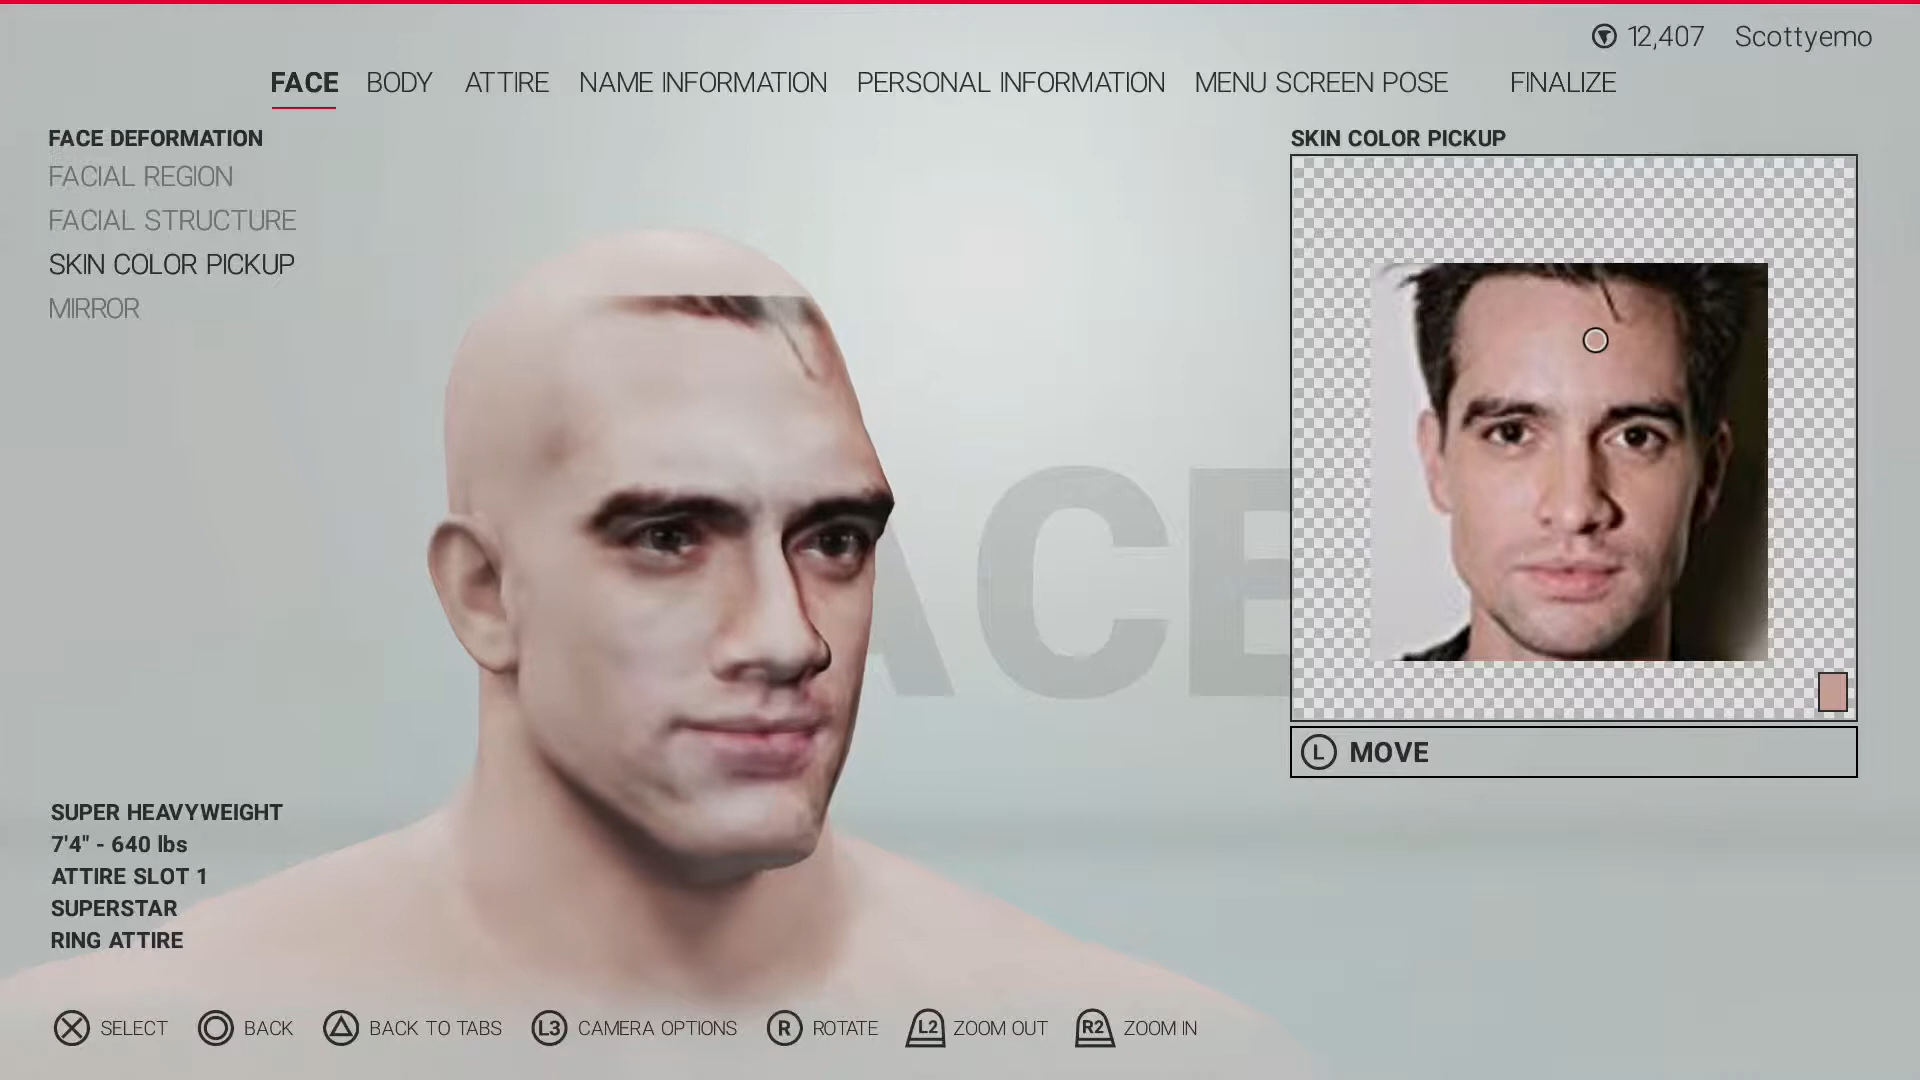 12,407 Scottyemo
FACE BODY ATTIRE NAME INFORMATION PERSONAL INFORMATION MENU SCREEN POSE FINALIZE
FACE DEFORMATION
FACIAL REGION
FACIAL STRUCTURE
SKIN COLOR PICKUP
MIRROR
SKIN COLOR PICKUP
ACE
L MOVE
SUPER HEAVYWEIGHT
7'4" - 640 lbs
ATTIRE SLOT 1
SUPERSTAR
RING ATTIRE
SELECT BACK BACK TO TABS L3 CAMERA OPTIONS R ROTATE L2 ZOOM OUT R2 ZOOM IN